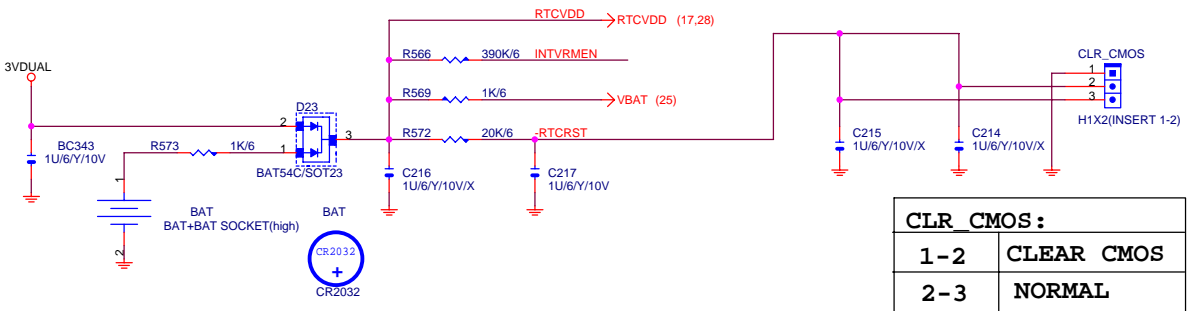 RTCVDD
RTCVDD (17,28)
R566 390K/6 INTVRMEN
CLR_CMOS
3VDUAL
1
2
3
R569 1K/6 VBAT (25)
D23
2
3
R572 20K/6 -RTCRST
H1X2(INSERT 1-2)
BC343
1U/6/Y/10V
R573 1K/6
1
BAT54C/SOT23
C216
1U/6/Y/10V/X
C217
1U/6/Y/10V
C215
1U/6/Y/10V/X
C214
1U/6/Y/10V/X
1
2
BAT
BAT+BAT SOCKET(high)
BAT
CR2032
+
CR2032
CLR_CMOS:
1-2 CLEAR CMOS
2-3 NORMAL